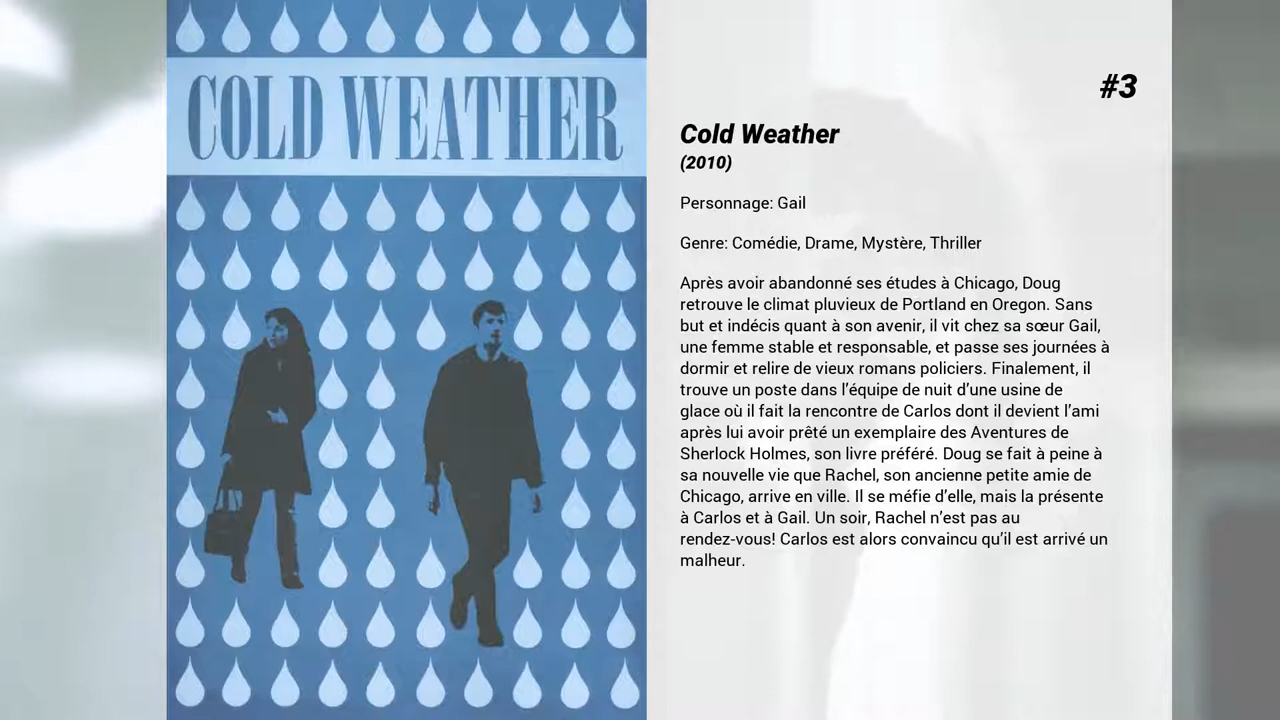 COLD WEATHER
#3
Cold Weather
(2010)
Personnage: Gail
Genre: Comédie, Drame, Mystère, Thriller
Après avoir abandonné ses études à Chicago, Doug
retrouve le climat pluvieux de Portland en Oregon. Sans
but et indécis quant à son avenir, il vit chez sa sœur Gail,
une femme stable et responsable, et passe ses journées à
dormir et relire de vieux romans policiers. Finalement, il
trouve un poste dans l’équipe de nuit d’une usine de
glace où il fait la rencontre de Carlos dont il devient l’ami
après lui avoir prêté un exemplaire des Aventures de
Sherlock Holmes, son livre préféré. Doug se fait à peine à
sa nouvelle vie que Rachel, son ancienne petite amie de
Chicago, arrive en ville. Il se méfie d’elle, mais la présente
à Carlos et à Gail. Un soir, Rachel n’est pas au
rendez-vous! Carlos est alors convaincu qu’il est arrivé un
malheur.